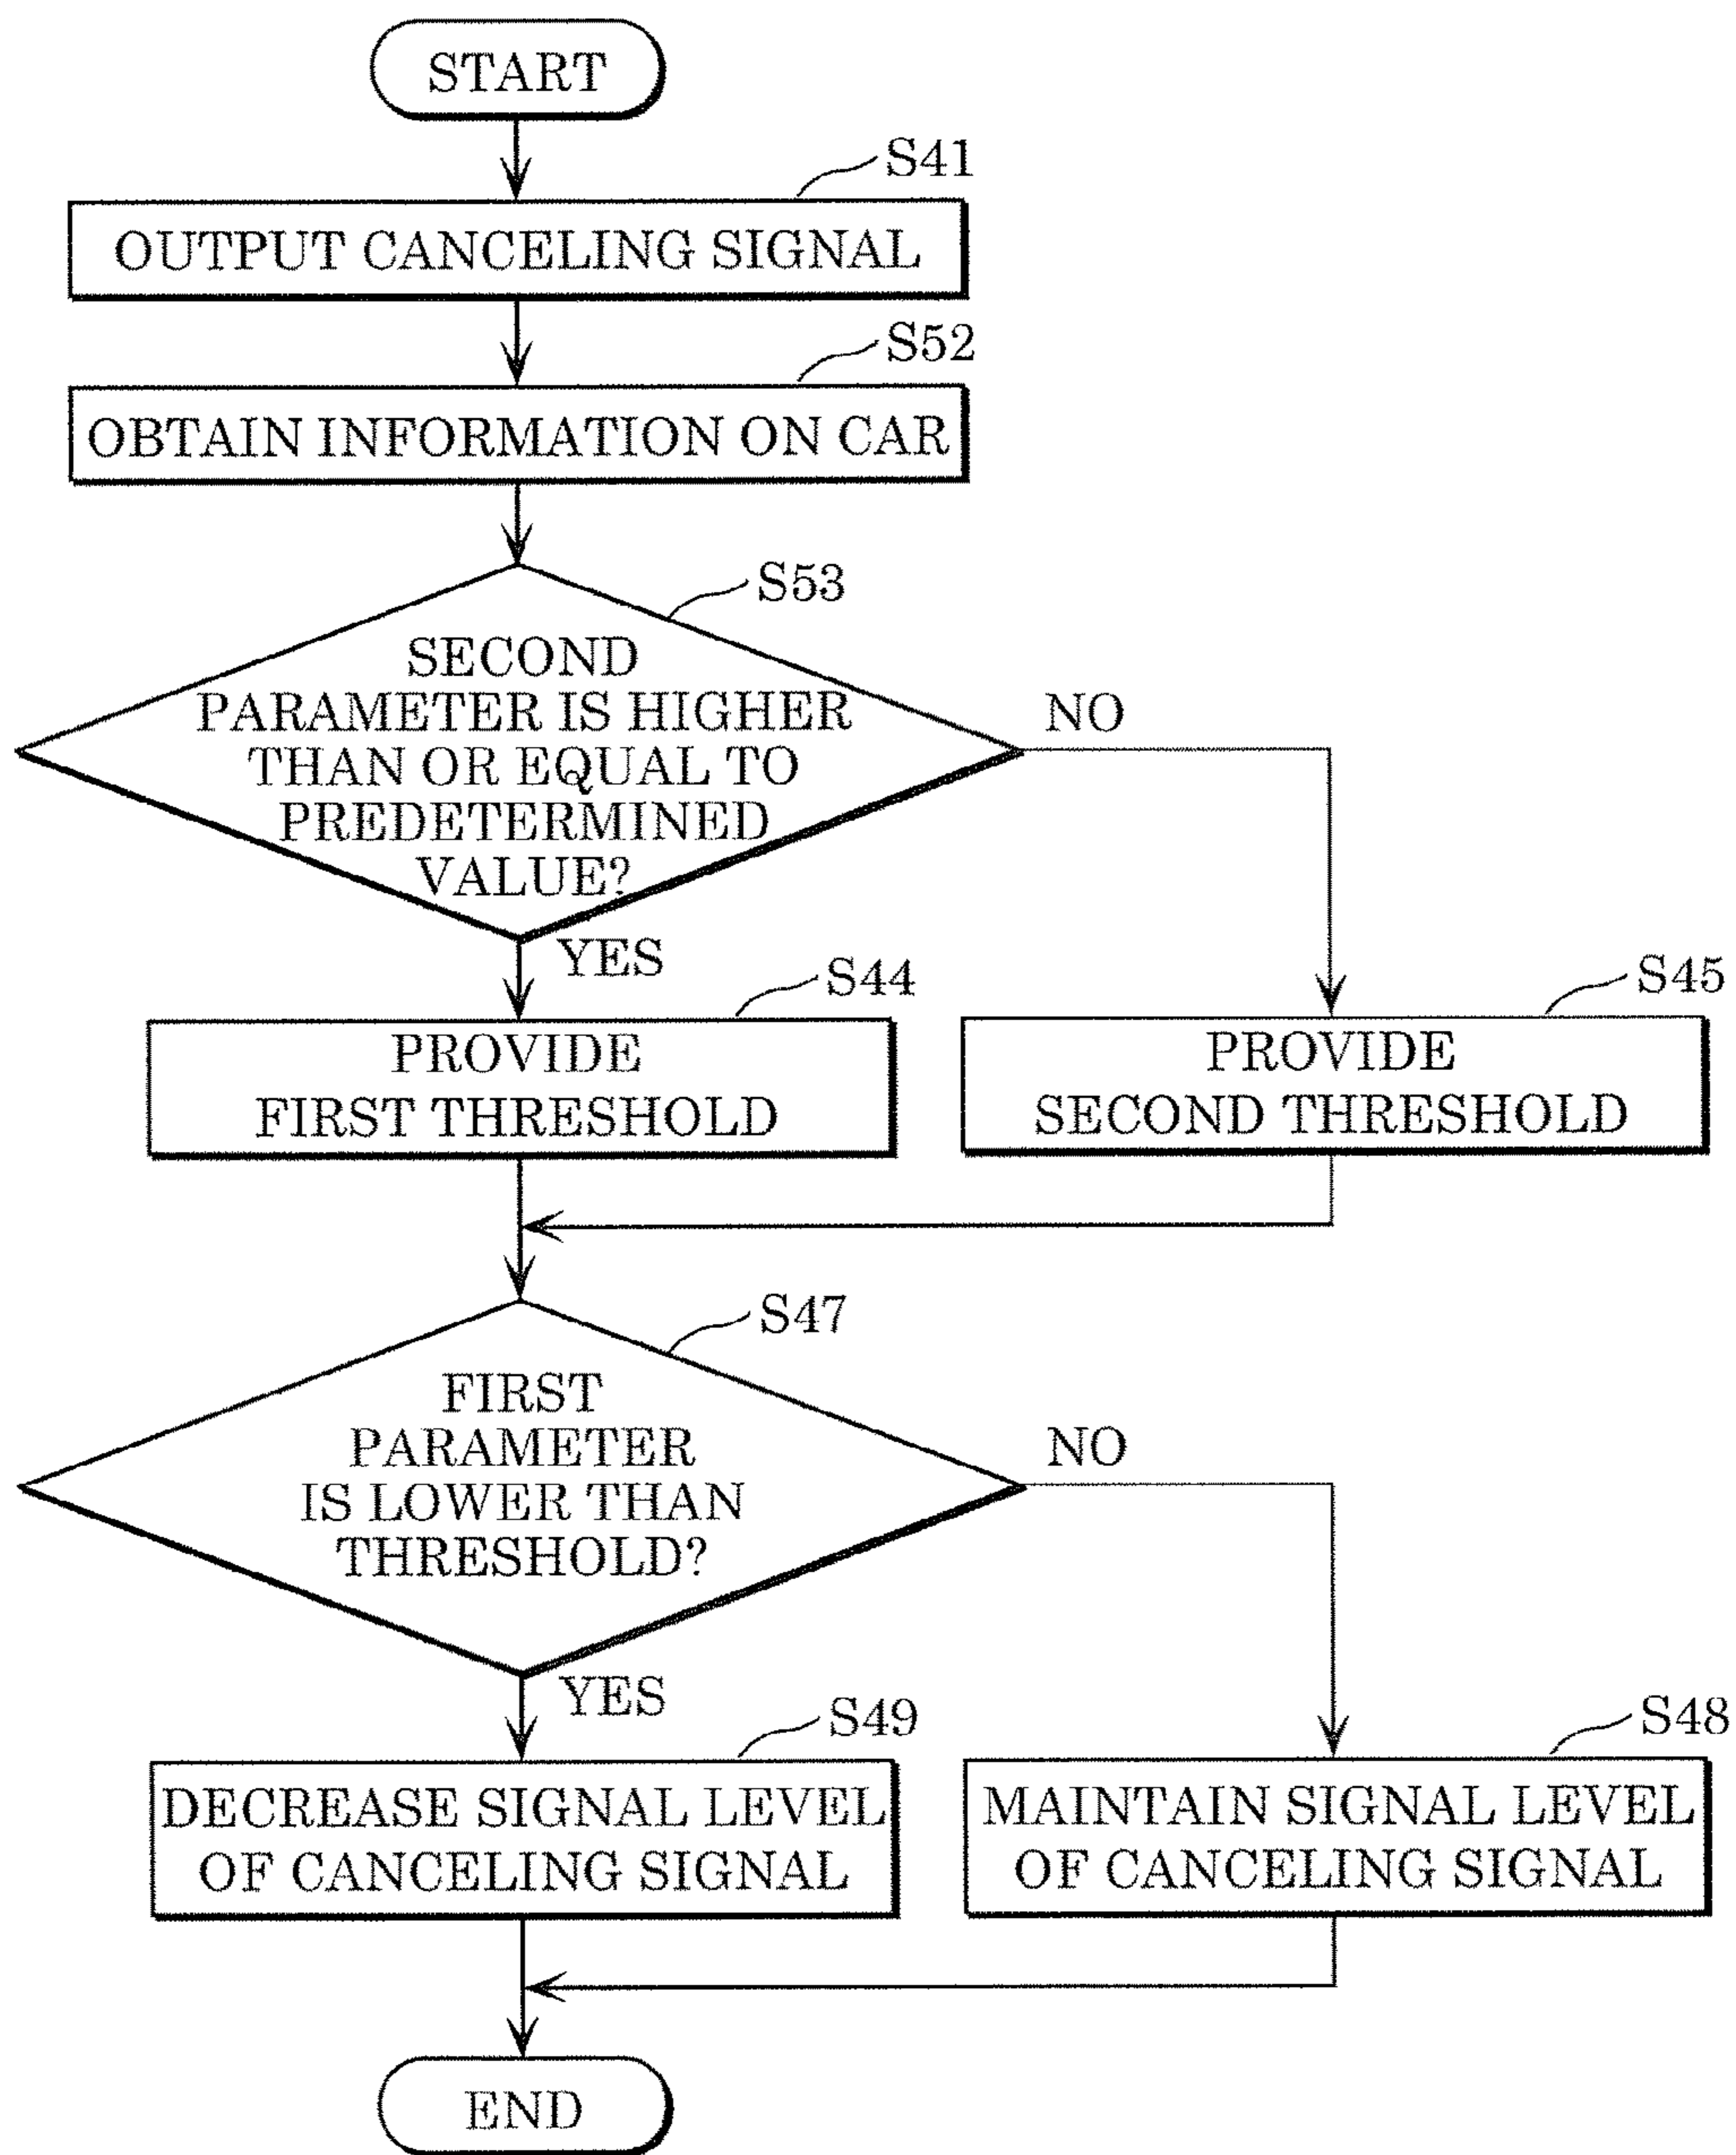 START
S41
OUTPUT CANCELING SIGNAL
S52
OBTAIN INFORMATION ON CAR
S53
SECOND
PARAMETER IS HIGHER
THAN OR EQUAL TO
PREDETERMINED
VALUE?
NO
YES
S44
PROVIDE
FIRST THRESHOLD
S45
PROVIDE
SECOND THRESHOLD
S47
FIRST
PARAMETER
IS LOWER THAN
THRESHOLD?
NO
YES
S49
DECREASE SIGNAL LEVEL
OF CANCELING SIGNAL
S48
MAINTAIN SIGNAL LEVEL
OF CANCELING SIGNAL
END